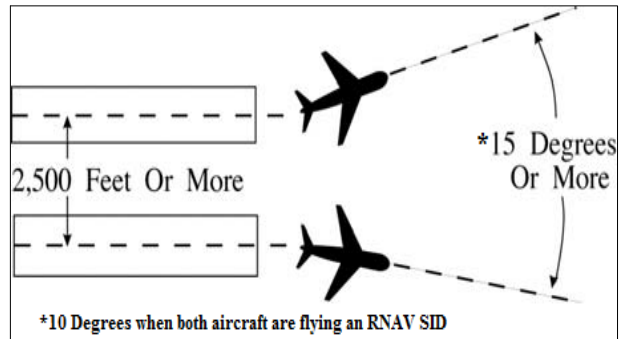 *15 Degrees
Or More
2,500 Feet Or More
*10 Degrees when both aircraft are flying an RNAV SID